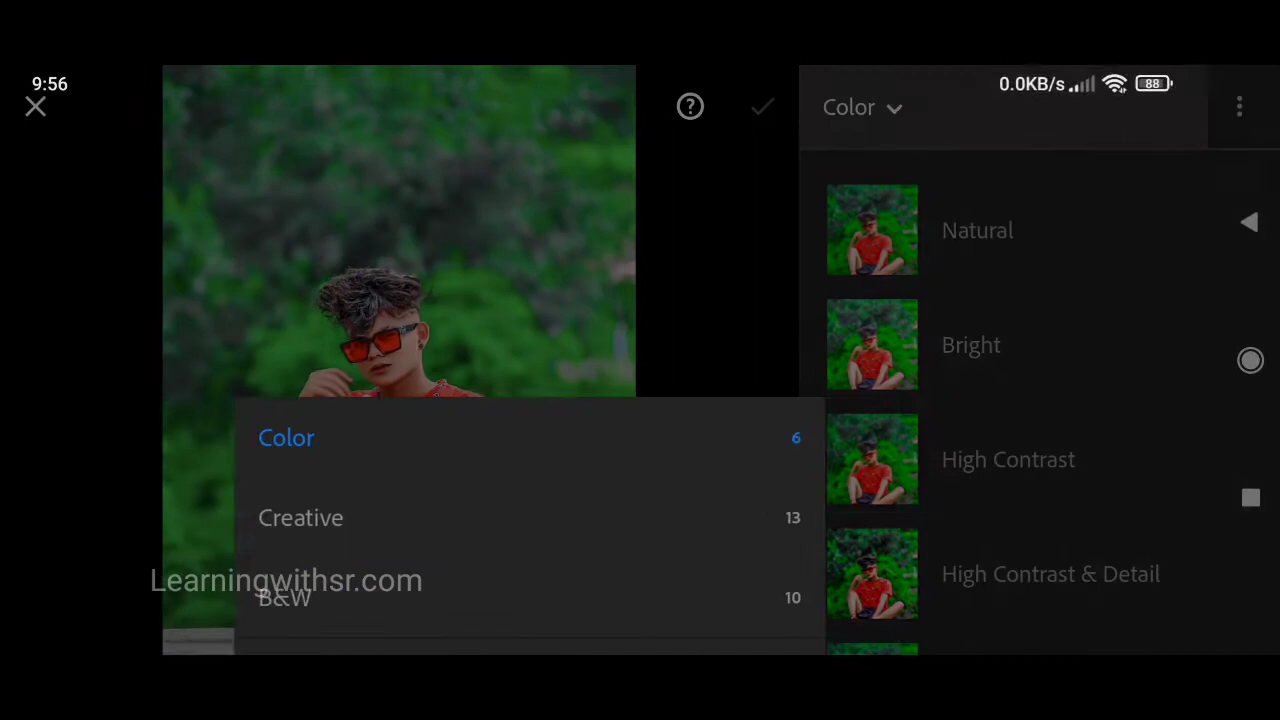 9:56
0.0KB/s
88
?
Color
Natural
Bright
High Contrast
High Contrast & Detail
Color 6
Creative 13
B&W 10
Learningwithsr.com